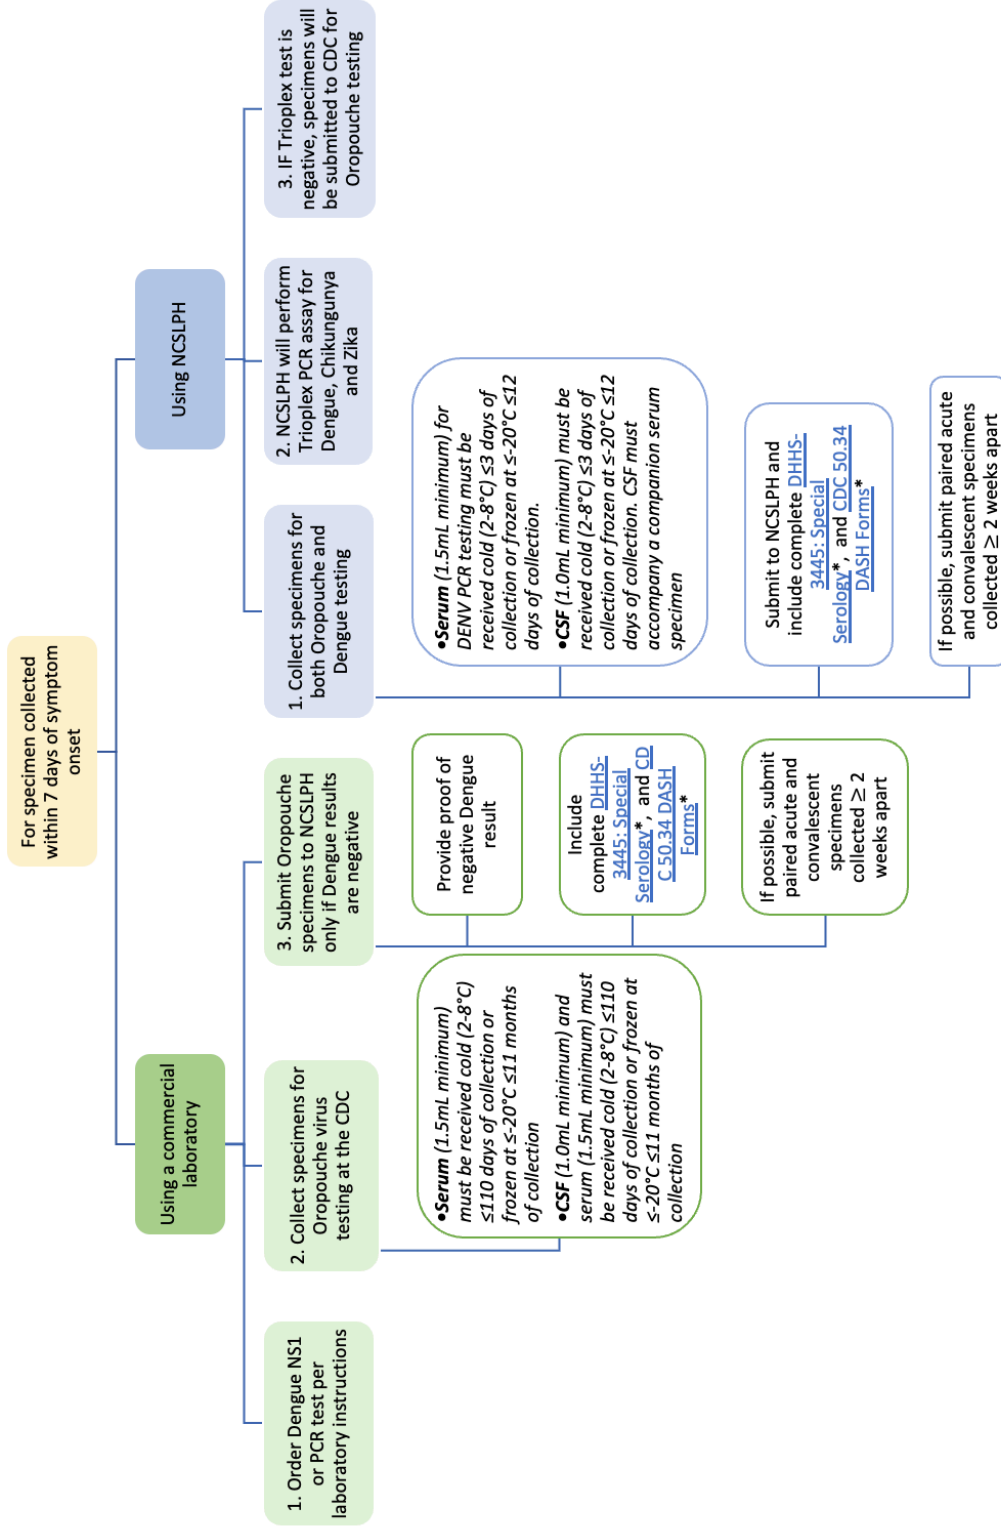 For specimen collected
within 7 days of symptom
onset
Using a commercial
laboratory
1. Order Dengue NS1
or PCR test per
laboratory instructions
2. Collect specimens for
Oropouche virus
testing at the CDC
•Serum (1.5mL minimum)
must be received cold (2-8°C)
≤110 days of collection or
frozen at ≤-20°C ≤11 months
of collection
•CSF (1.0mL minimum) and
serum (1.5mL minimum) must
be received cold (2-8°C) ≤110
days of collection or frozen at
≤-20°C ≤11 months of
collection
3. Submit Oropouche
specimens to NCSLPH
only if Dengue results
are negative
Provide proof of
negative Dengue
result
Include
complete DHHS-
3445: Special
Serology*, and CD
C 50.34 DASH
Forms*
If possible, submit
paired acute and
convalescent
specimens
collected ≥ 2
weeks apart
Using NCSLPH
1. Collect specimens for
both Oropouche and
Dengue testing
•Serum (1.5mL minimum) for
DENV PCR testing must be
received cold (2-8°C) ≤3 days of
collection or frozen at ≤-20°C ≤12
days of collection.
•CSF (1.0mL minimum) must be
received cold (2-8°C) ≤3 days of
collection or frozen at ≤-20°C ≤12
days of collection. CSF must
accompany a companion serum
specimen
Submit to NCSLPH and
include complete DHHS-
3445: Special
Serology*, and CDC 50.34
DASH Forms*
If possible, submit paired acute
and convalescent specimens
collected ≥ 2 weeks apart
2. NCSLPH will perform
Trioplex PCR assay for
Dengue, Chikungunya
and Zika
3. IF Trioplex test is
negative, specimens will
be submitted to CDC for
Oropouche testing